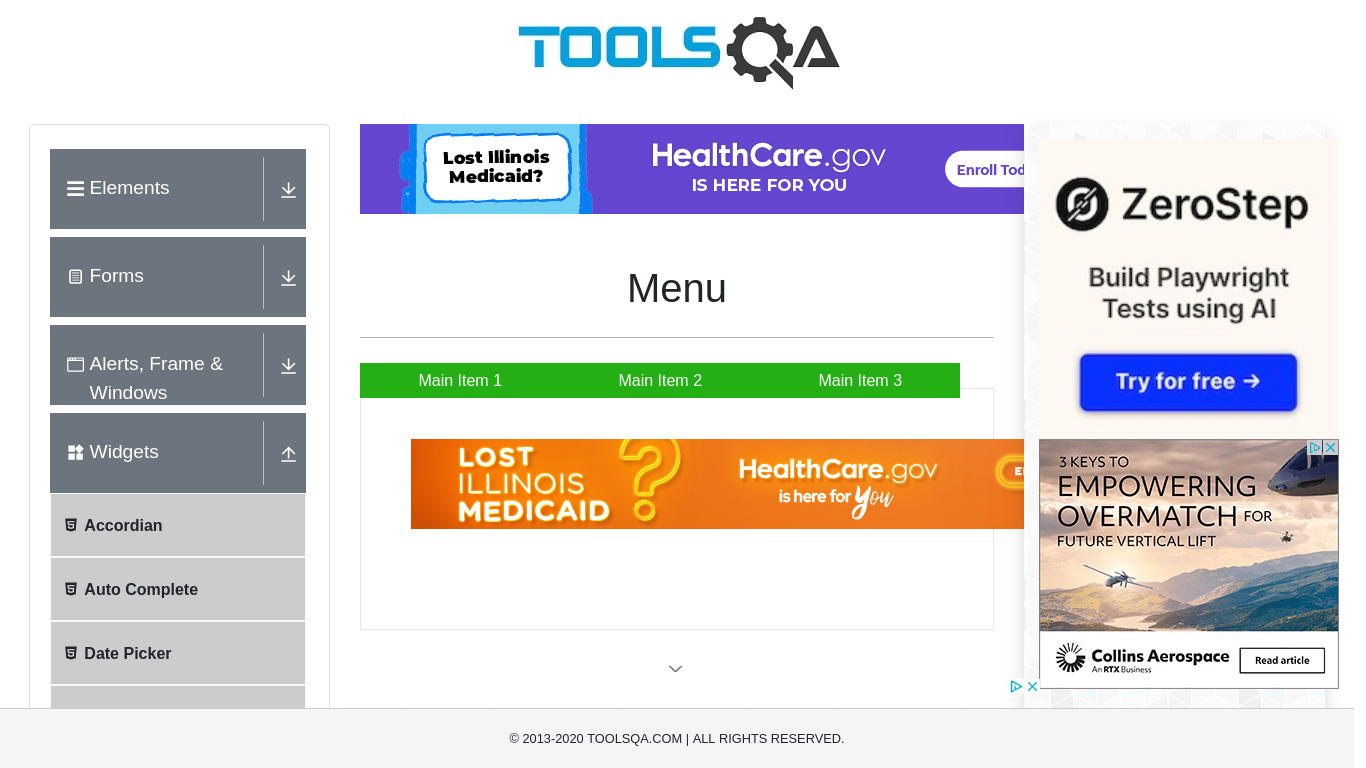 TOOLSQA
Elements
Forms
Alerts, Frame &
Windows
Widgets
Accordian
Auto Complete
Date Picker
Lost Illinois
Medicaid?
HealthCare.gov
IS HERE FOR YOU
Enroll Tod
Menu
Main Item 1
Main Item 2
Main Item 3
LOST
ILLINOIS
MEDICAID
?
HealthCare.gov
is here for you
ZeroStep
Build Playwright
Tests using AI
Try for free →
3 KEYS TO
EMPOWERING
OVERMATCH FOR
FUTURE VERTICAL LIFT
Collins Aerospace
An RTX Business
Read article
© 2013-2020 TOOLSQA.COM | ALL RIGHTS RESERVED.